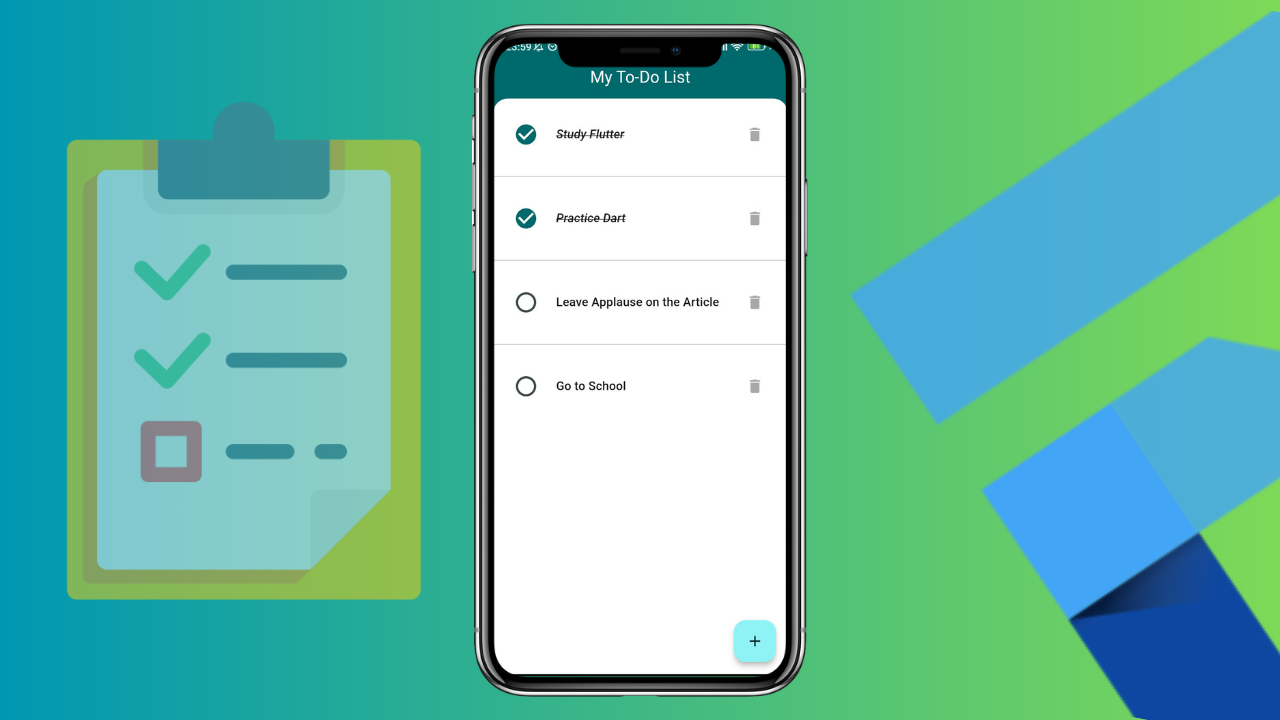 23:59
My To-Do List
Study Flutter
Practice Dart
Leave Applause on the Article
Go to School
+